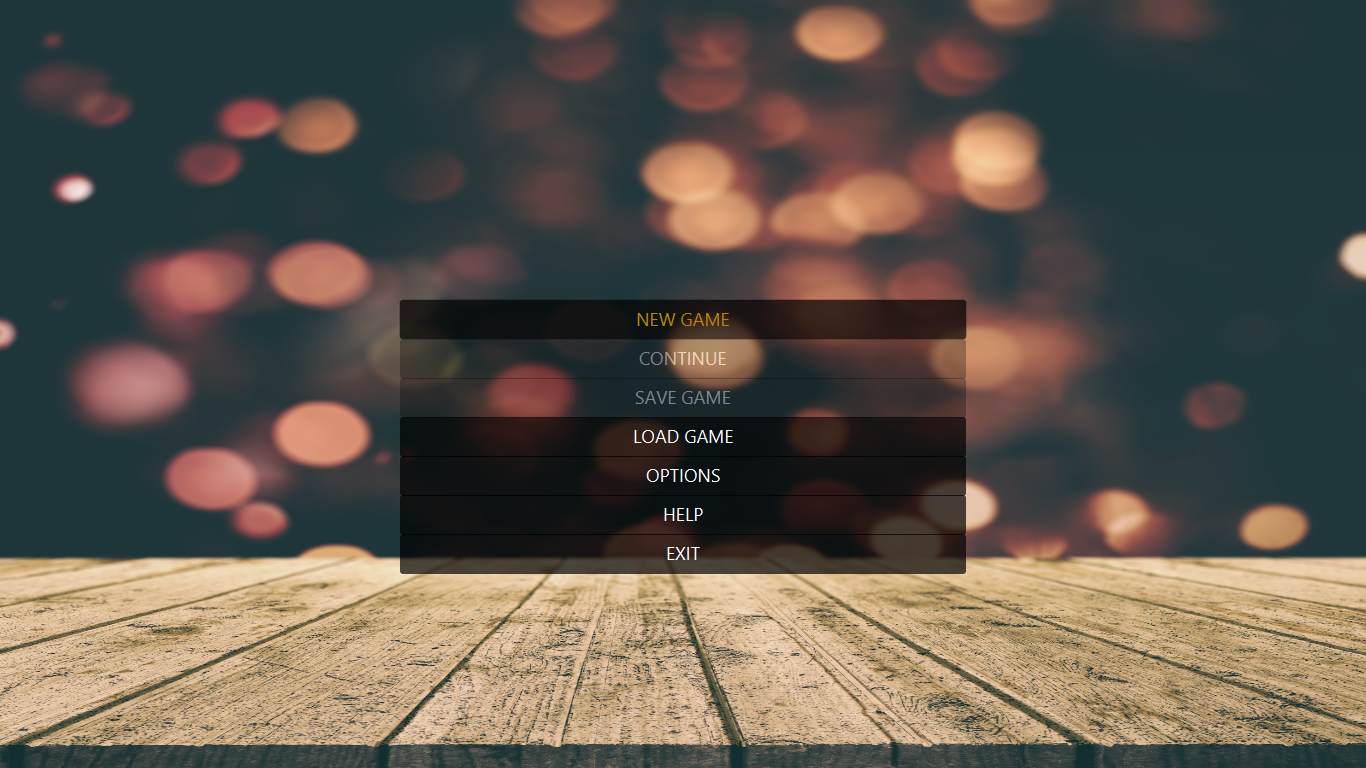 NEW GAME
CONTINUE
SAVE GAME
LOAD GAME
OPTIONS
HELP
EXIT